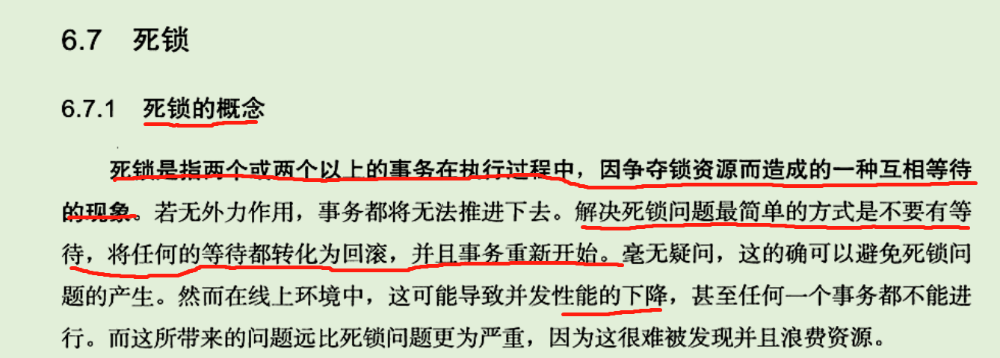 6.7 死锁
6.7.1 死锁的概念
死锁是指两个或两个以上的事务在执行过程中，因争夺锁资源而造成的一种互相等待
的现象。若无外力作用，事务都将无法推进下去。解决死锁问题最简单的方式是不要有等
待，将任何的等待都转化为回滚，并且事务重新开始。毫无疑问，这的确可以避免死锁问
题的产生。然而在线上环境中，这可能导致并发性能的下降，甚至任何一个事务都不能进
行。而这所带来的问题远比死锁问题更为严重，因为这很难被发现并且浪费资源。